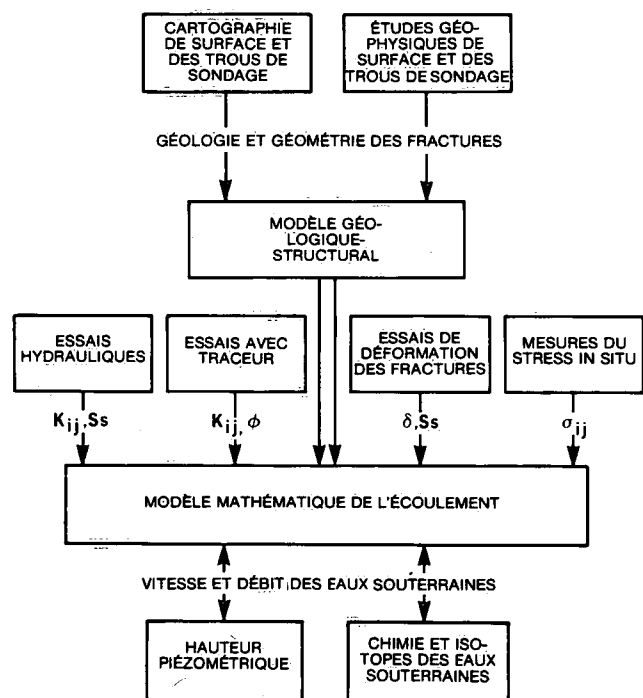 CARTOGRAPHIE
DE SURFACE ET
DES TROUS DE
SONDAGE
ÉTUDES GÉO-
PHYSIQUES DE
SURFACE ET DES
TROUS DE SONDAGE
GÉOLOGIE ET GÉOMÉTRIE DES FRACTURES
MODÈLE GÉO-
LOGIQUE-
STRUCTURAL
ESSAIS
HYDRAULIQUES
ESSAIS AVEC
TRACEUR
ESSAIS DE
DÉFORMATION
DES FRACTURES
MESURES DU
STRESS IN SITU
Kij,Ss
Kij, ϕ
δ,Ss
σij
MODÈLE MATHÉMATIQUE DE L'ÉCOULEMENT
VITESSE ET DÉBIT DES EAUX SOUTERRAINES
HAUTEUR
PIÉZOMÉTRIQUE
CHIMIE ET ISO-
TOPES DES EAUX
SOUTERRAINES